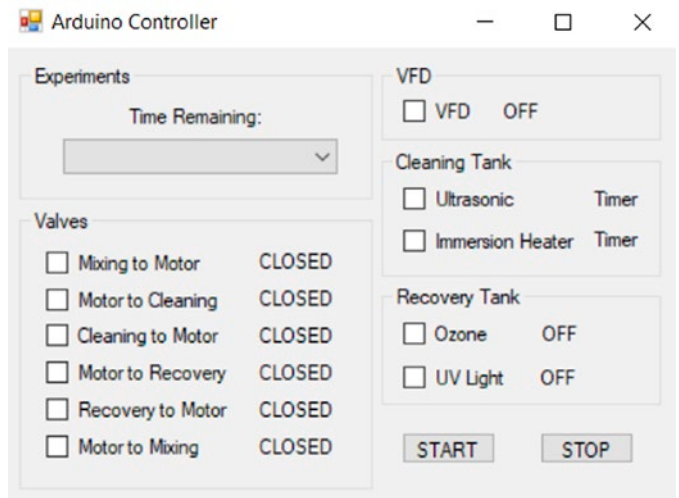 Arduino Controller
Experiments
Time Remaining:
Valves
Mixing to Motor CLOSED
Motor to Cleaning CLOSED
Cleaning to Motor CLOSED
Motor to Recovery CLOSED
Recovery to Motor CLOSED
Motor to Mixing CLOSED
VFD
VFD OFF
Cleaning Tank
Ultrasonic Timer
Immersion Heater Timer
Recovery Tank
Ozone OFF
UV Light OFF
START STOP